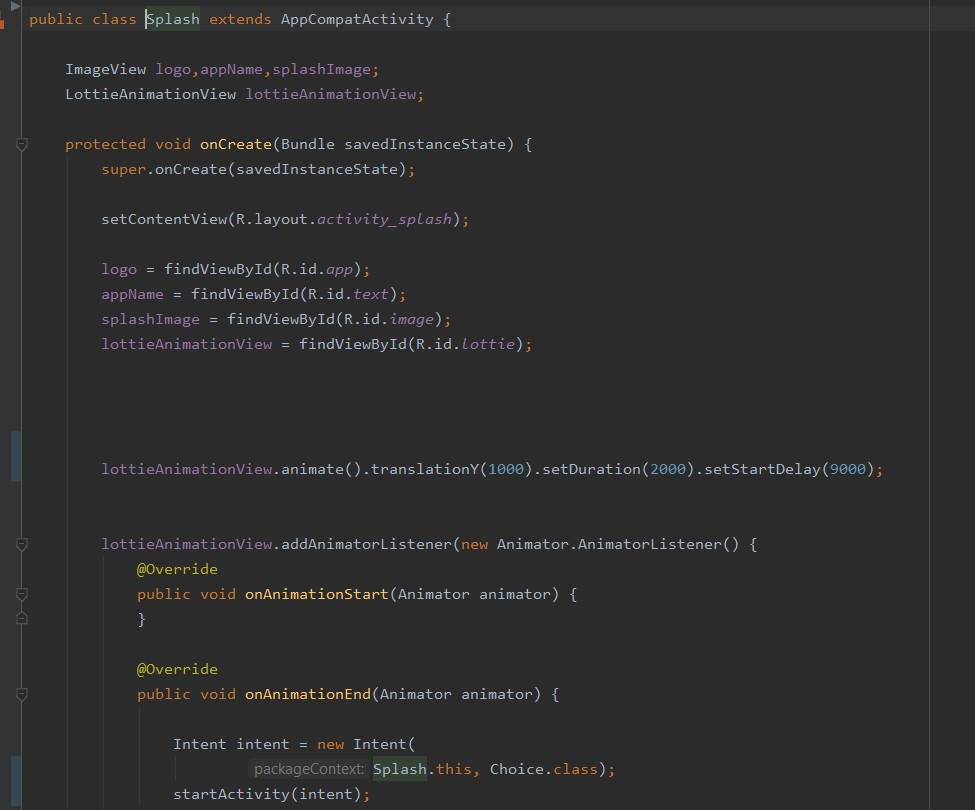 public class Splash extends AppCompatActivity {
ImageView logo,appName,splashImage;
LottieAnimationView lottieAnimationView;
protected void onCreate(Bundle savedInstanceState) {
super.onCreate(savedInstanceState);
setContentView(R.layout.activity_splash);
logo = findViewById(R.id.app);
appName = findViewById(R.id.text);
splashImage = findViewById(R.id.image);
lottieAnimationView = findViewById(R.id.lottie);
lottieAnimationView.animate().translationY(1000).setDuration(2000).setStartDelay(9000);
lottieAnimationView.addAnimatorListener(new Animator.AnimatorListener() {
@Override
public void onAnimationStart(Animator animator) {
}
@Override
public void onAnimationEnd(Animator animator) {
Intent intent = new Intent(
packageContext: Splash.this, Choice.class);
startActivity(intent);